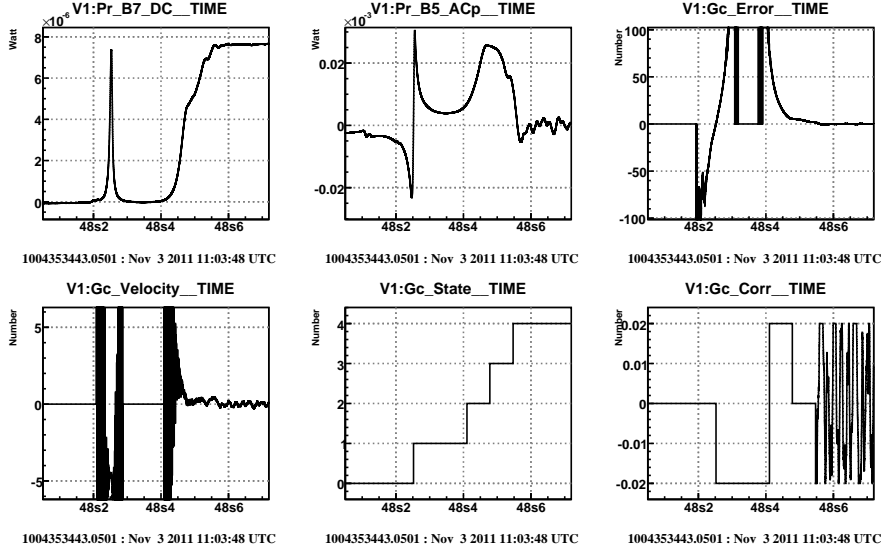 V1:Pr_B7_DC__TIME
×10⁻⁶
Watt
8
6
4
2
0
48s2 48s4 48s6
1004353443.0501 : Nov 3 2011 11:03:48 UTC
V1:Pr_B5_ACp__TIME
×10⁻³
Watt
0.02
0
-0.02
48s2 48s4 48s6
1004353443.0501 : Nov 3 2011 11:03:48 UTC
V1:Gc_Error__TIME
Number
100
50
0
-50
-100
48s2 48s4 48s6
1004353443.0501 : Nov 3 2011 11:03:48 UTC
V1:Gc_Velocity__TIME
Number
5
0
-5
48s2 48s4 48s6
1004353443.0501 : Nov 3 2011 11:03:48 UTC
V1:Gc_State__TIME
Number
4
3
2
1
0
48s2 48s4 48s6
1004353443.0501 : Nov 3 2011 11:03:48 UTC
V1:Gc_Corr__TIME
Number
0.02
0.01
0
-0.01
-0.02
48s2 48s4 48s6
1004353443.0501 : Nov 3 2011 11:03:48 UTC